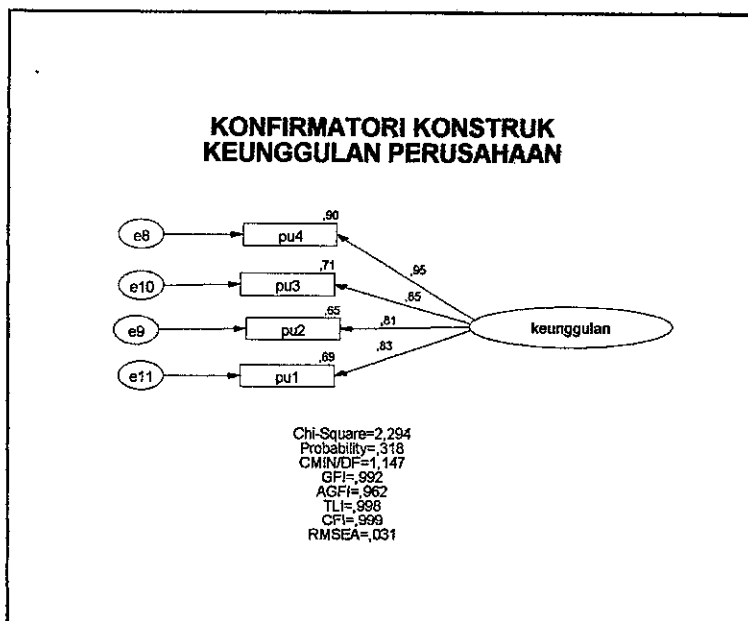 KONFIRMATORI KONSTRUK
KEUNGGULAN PERUSAHAAN
,90
e8
pu4
,95
,71
e10
pu3
,85
,65
e9
pu2
,81
keunggulan
,69
,83
e11
pu1
Chi-Square=2,294
Probability=,318
CMIN/DF=1,147
GFI=,992
AGFI=,962
TLI=,998
CFI=,999
RMSEA=,031